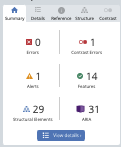 Summary Details Reference Structure Contrast
0 1
Errors Contrast Errors
1 14
Alerts Features
29 31
Structural Elements ARIA
View details ›